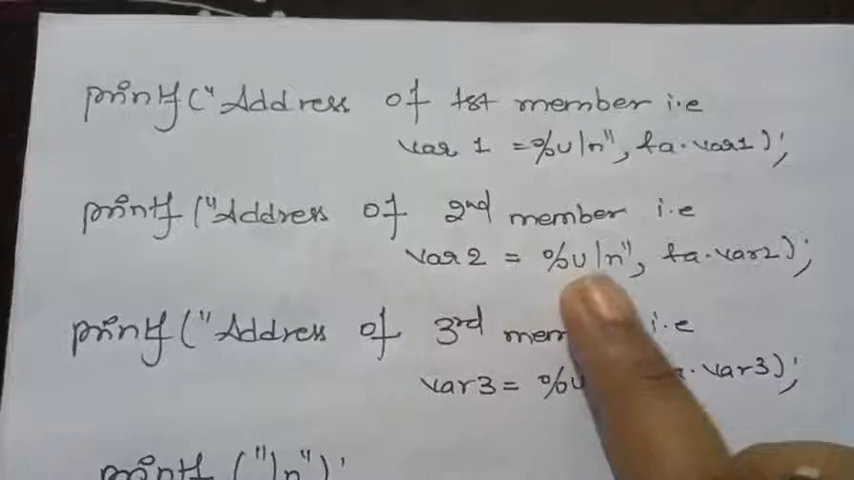 printf("Address of 1st member i.e
var 1 =%u\n", &a.var1);
printf ("Address of 2nd member i.e
var2 = %u\n", &a.var2);
printf("Address of 3rd mem i.e
var3 = %u .var3);
printf ("\n");